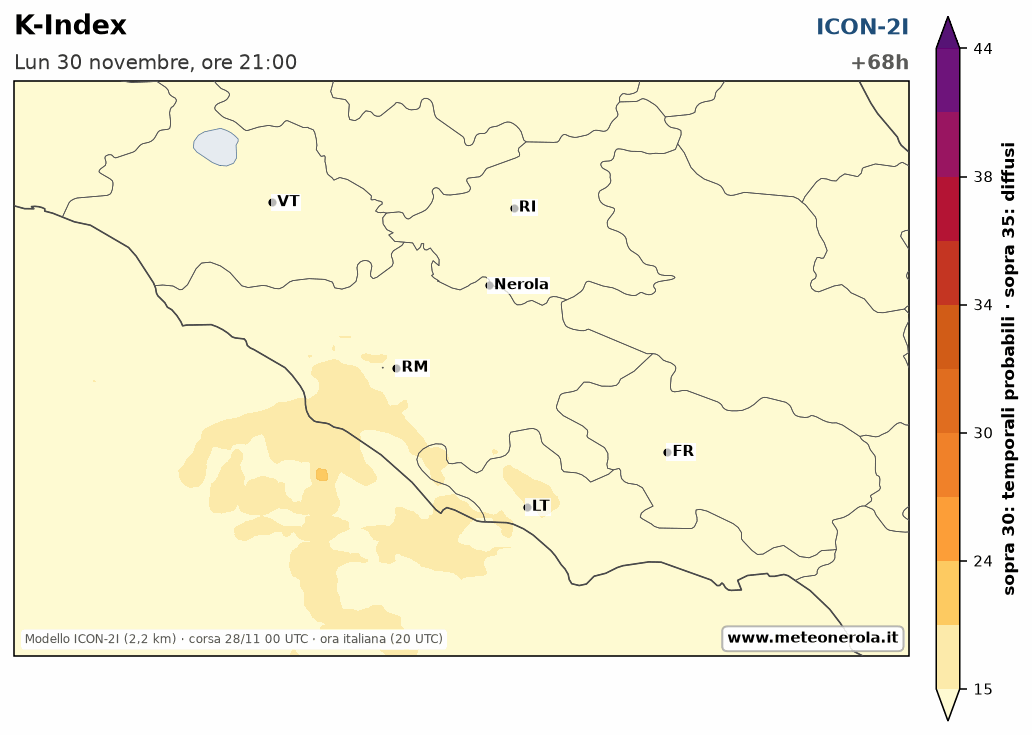 K-Index
ICON-2I
Lun 30 novembre, ore 21:00
+68h
VT
RI
Nerola
RM
FR
LT
Modello ICON-2I (2,2 km) · corsa 28/11 00 UTC · ora italiana (20 UTC)
www.meteonerola.it
44
38
34
30
24
15
sopra 30: temporali probabili · sopra 35: diffusi